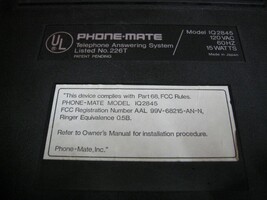 UL
PHONE-MATE
Telephone Answering System
Listed No. 226T
PATENT PENDING
Model IQ2845
120VAC
60HZ
15 WATTS
Made in Japan
"This device complies with Part 68, FCC Rules.
PHONE-MATE MODEL IQ2845
FCC Registration Number AAL 99V-68215-AN-N,
Ringer Equivalence 0.5B.
Refer to Owner's Manual for installation procedure.
Phone-Mate, Inc."